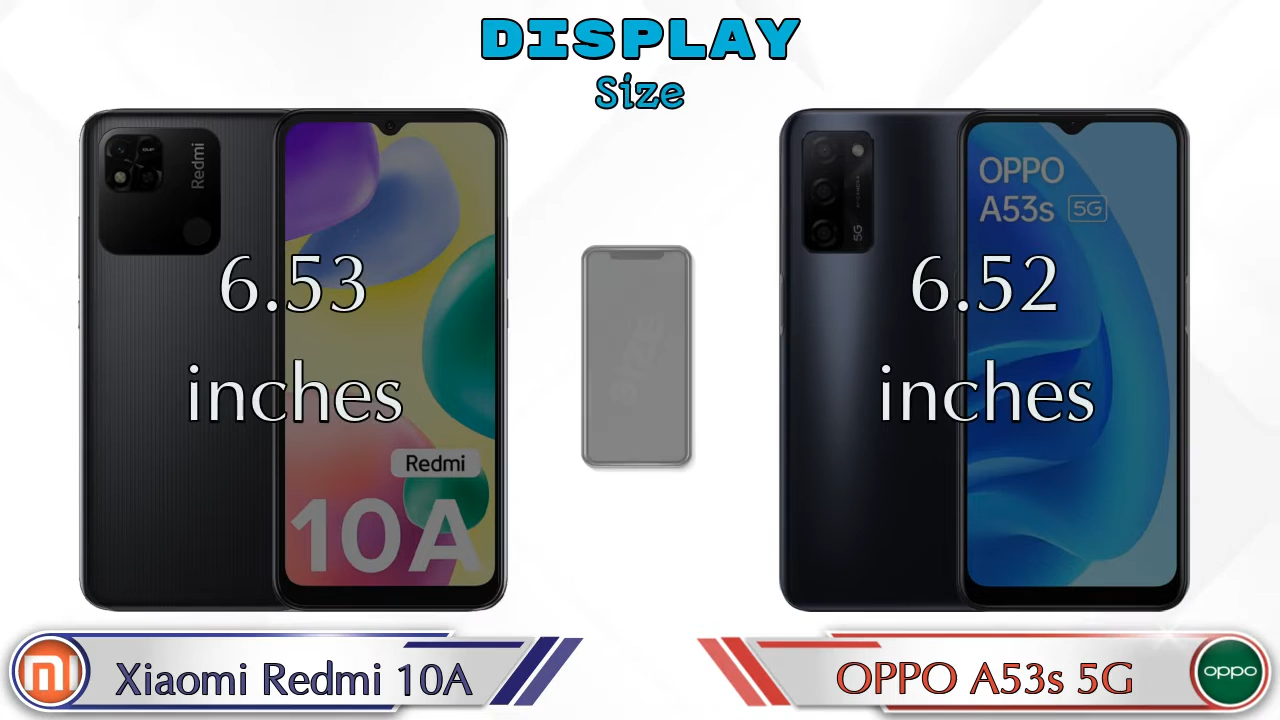 DISPLAY
Size
Redmi
6.53
inches
Redmi
10A
SIZE
OPPO
A53s 5G
5G
6.52
inches
Xiaomi Redmi 10A
OPPO A53s 5G
oppo